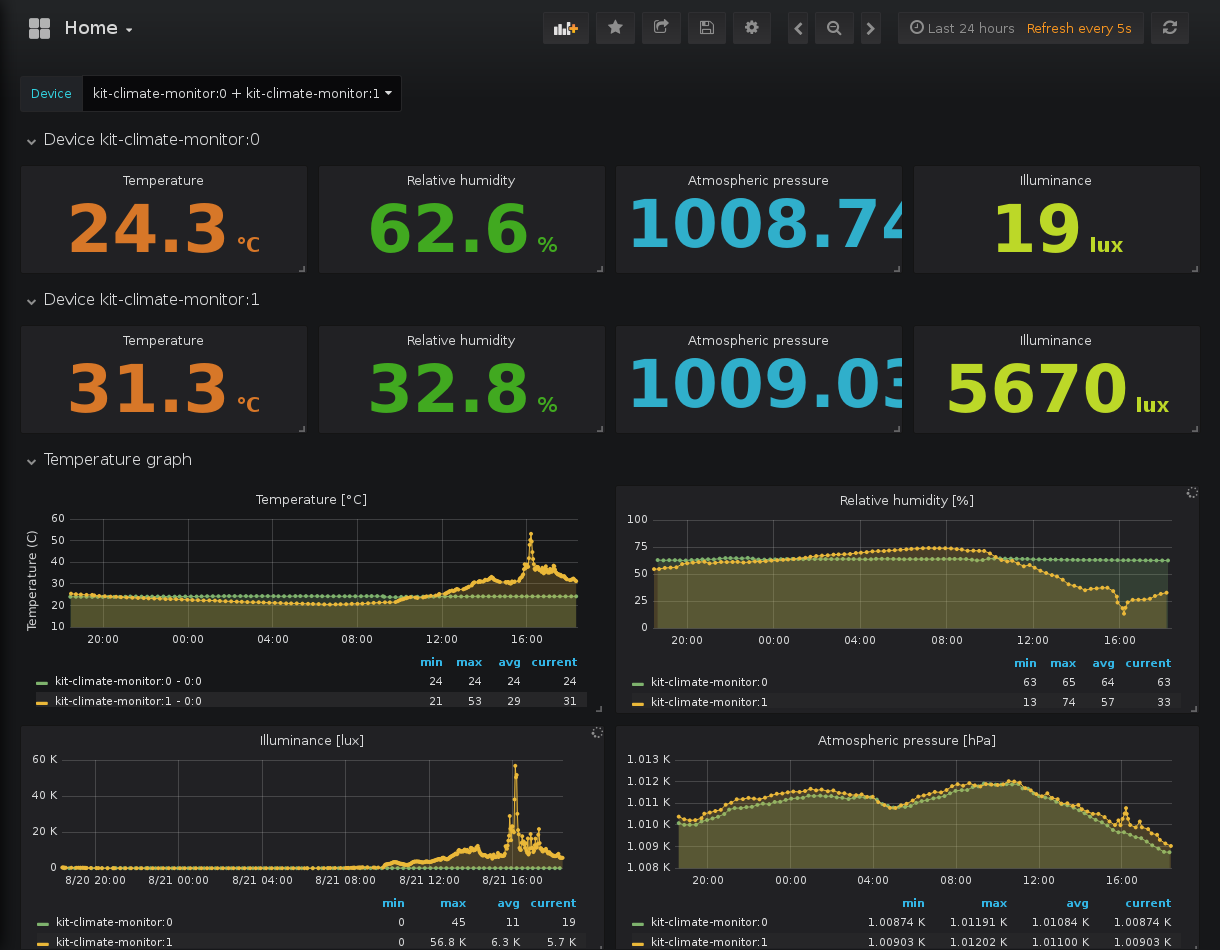 Home
Last 24 hours Refresh every 5s
Device kit-climate-monitor:0 + kit-climate-monitor:1
Device kit-climate-monitor:0
Temperature Relative humidity Atmospheric pressure Illuminance
24.3 °C 62.6 % 1008.74 19 lux
Device kit-climate-monitor:1
Temperature Relative humidity Atmospheric pressure Illuminance
31.3 °C 32.8 % 1009.03 5670 lux
Temperature graph
Temperature [°C]
Temperature (C)
60
50
40
30
20
10
20:00 00:00 04:00 08:00 12:00 16:00
min max avg current
kit-climate-monitor:0 - 0:0 24 24 24 24
kit-climate-monitor:1 - 0:0 21 53 29 31
Relative humidity [%]
100
75
50
25
0
20:00 00:00 04:00 08:00 12:00 16:00
min max avg current
kit-climate-monitor:0 63 65 64 63
kit-climate-monitor:1 13 74 57 33
Illuminance [lux]
60 K
40 K
20 K
0
8/20 20:00 8/21 00:00 8/21 04:00 8/21 08:00 8/21 12:00 8/21 16:00
min max avg current
kit-climate-monitor:0 0 45 11 19
kit-climate-monitor:1 0 56.8 K 6.3 K 5.7 K
Atmospheric pressure [hPa]
1.013 K
1.012 K
1.011 K
1.010 K
1.009 K
1.008 K
20:00 00:00 04:00 08:00 12:00 16:00
min max avg current
kit-climate-monitor:0 1.00874 K 1.01191 K 1.01084 K 1.00874 K
kit-climate-monitor:1 1.00903 K 1.01202 K 1.01100 K 1.00903 K